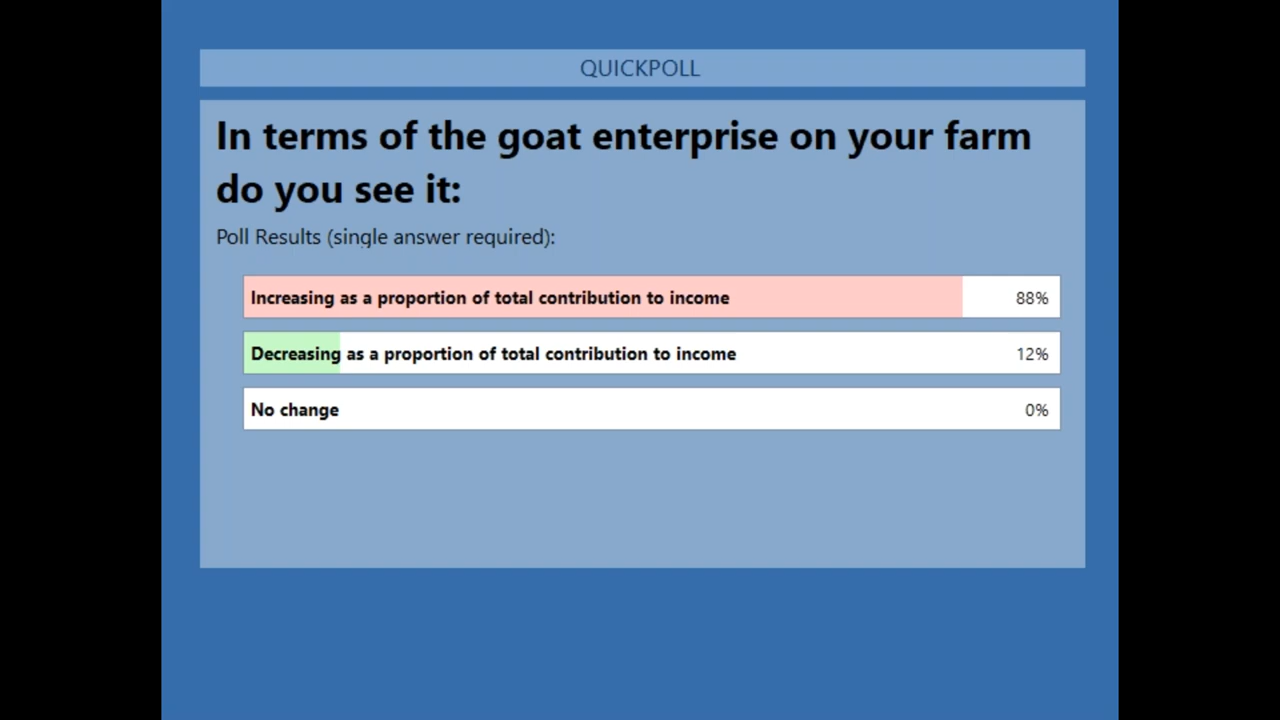 QUICKPOLL
In terms of the goat enterprise on your farm
do you see it:
Poll Results (single answer required):
Increasing as a proportion of total contribution to income 88%
Decreasing as a proportion of total contribution to income 12%
No change 0%